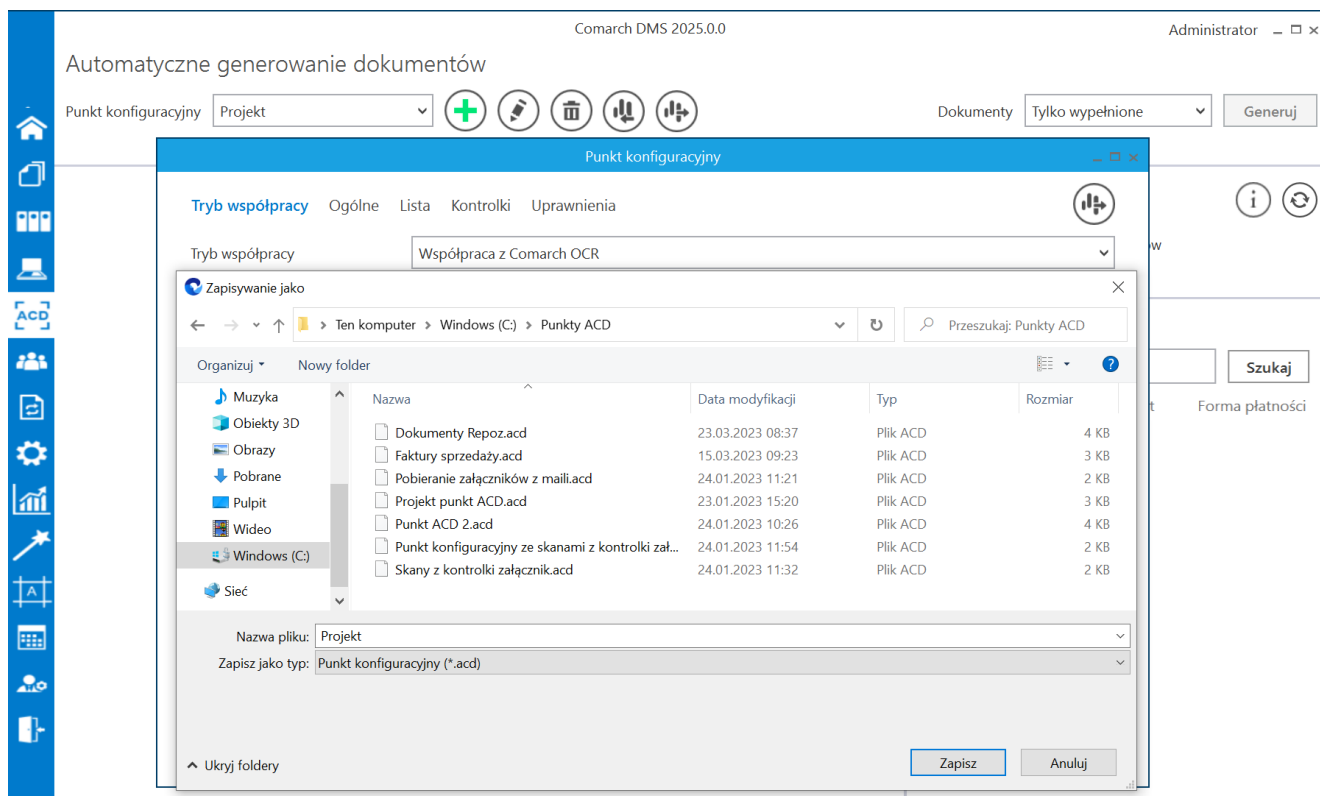 Comarch DMS 2025.0.0
Administrator
Automatyczne generowanie dokumentów
Punkt konfiguracyjny Projekt Dokumenty Tylko wypełnione Generuj
Punkt konfiguracyjny
ACD
A
Tryb współpracy Ogólne Lista Kontrolki Uprawnienia
i
Tryb współpracy Współpraca z Comarch OCR
Zapisywanie jako
Ten komputer > Windows (C:) > Punkty ACD Przeszukaj: Punkty ACD
Organizuj Nowy folder ?
Szukaj
Forma płatności
Nazwa Data modyfikacji Typ Rozmiar
Muzyka
Obiekty 3D
Obrazy
Pobrane
Pulpit
Wideo
Windows (C:)
Sieć
Dokumenty Repoz.acd 23.03.2023 08:37 Plik ACD 4 KB
Faktury sprzedaży.acd 15.03.2023 09:23 Plik ACD 3 KB
Pobieranie załączników z maili.acd 24.01.2023 11:21 Plik ACD 2 KB
Projekt punkt ACD.acd 23.01.2023 15:20 Plik ACD 3 KB
Punkt ACD 2.acd 24.01.2023 10:26 Plik ACD 4 KB
Punkt konfiguracyjny ze skanami z kontrolki zał... 24.01.2023 11:54 Plik ACD 2 KB
Skany z kontrolki załącznik.acd 24.01.2023 11:32 Plik ACD 2 KB
Nazwa pliku: Projekt
Zapisz jako typ: Punkt konfiguracyjny (*.acd)
Ukryj foldery Zapisz Anuluj